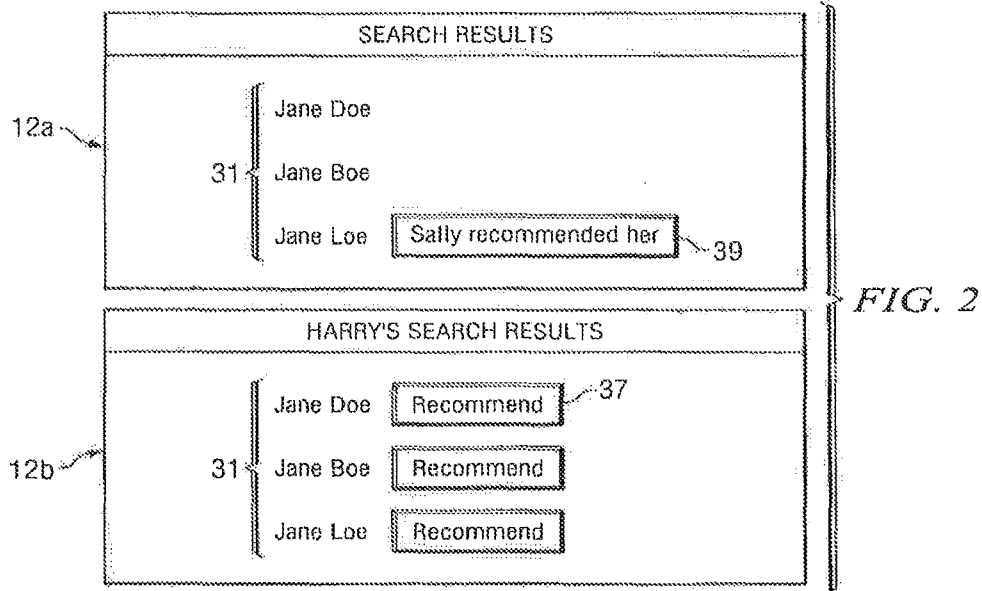 SEARCH RESULTS
Jane Doe
12a
31 Jane Boe
Jane Loe Sally recommended her
39
FIG. 2
HARRY'S SEARCH RESULTS
Jane Doe Recommend 37
12b 31 Jane Boe Recommend
Jane Loe Recommend